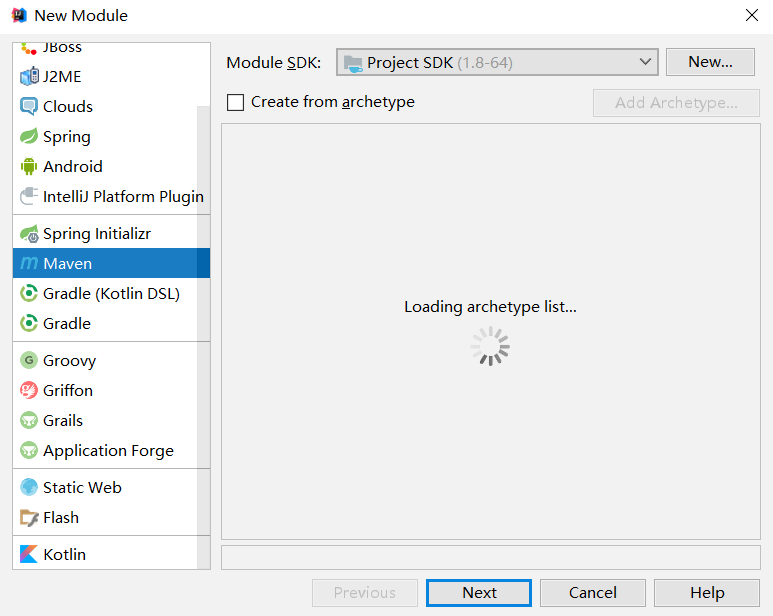 New Module
JBoss
J2ME
Clouds
Spring
Android
IntelliJ Platform Plugin
Spring Initializr
Maven
Gradle (Kotlin DSL)
Gradle
Groovy
Griffon
Grails
Application Forge
Static Web
Flash
Kotlin
Module SDK: Project SDK (1.8-64) New...
Create from archetype Add Archetype...
Loading archetype list...
Previous Next Cancel Help